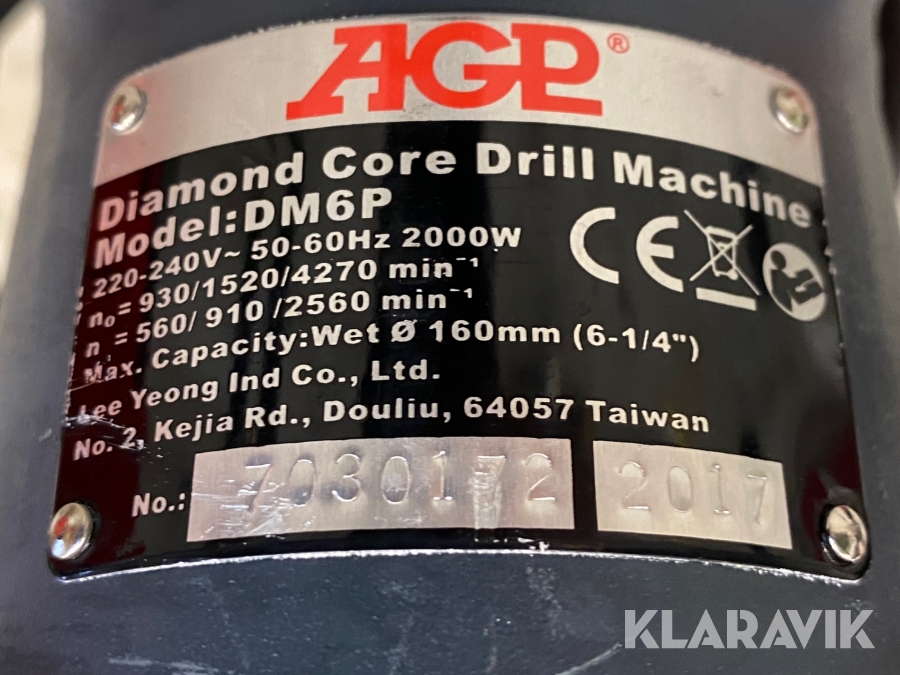 AGP®
Diamond Core Drill Machine
Model:DM6P
220-240V~ 50-60Hz 2000W
n₀ = 930/1520/4270 min⁻¹
n = 560/ 910 /2560 min⁻¹
Max. Capacity:Wet Ø 160mm (6-1/4")
Lee Yeong Ind Co., Ltd.
No. 2, Kejia Rd., Douliu, 64057 Taiwan
No.: 7030172 2017
CE
KLARAVIK